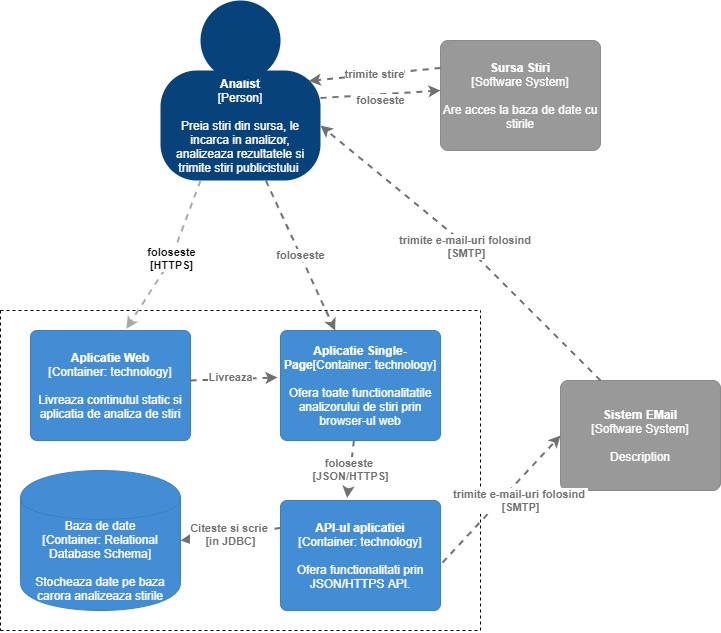 Analist
[Person]
Preia stiri din sursa, le
incarca in analizor,
analizeaza rezultatele si
trimite stiri publicistului
trimite stire
foloseste
Sursa Stiri
[Software System]
Are acces la baza de date cu
stirile
trimite e-mail-uri folosind
[SMTP]
foloseste
[HTTPS]
foloseste
Aplicatie Web
[Container: technology]
Livreaza continutul static si
aplicatia de analiza de stiri
Livreaza
Aplicatie Single-
Page[Container: technology]
Ofera toate functionalitatile
analizorului de stiri prin
browser-ul web
Sistem EMail
[Software System]
Description
foloseste
[JSON/HTTPS]
trimite e-mail-uri folosind
[SMTP]
Baza de date
[Container: Relational
Database Schema]
Stocheaza date pe baza
carora analizeaza stirile
Citeste si scrie
[in JDBC]
API-ul aplicatiei
[Container: technology]
Ofera functionalitati prin
JSON/HTTPS API.